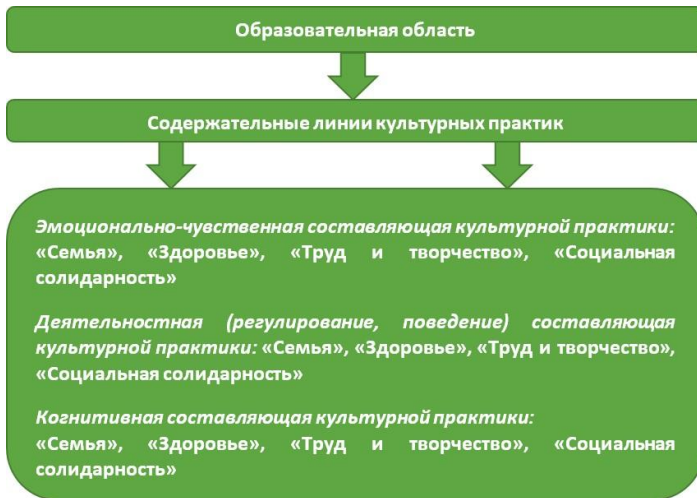 Образовательная область
Содержательные линии культурных практик
Эмоционально-чувственная составляющая культурной практики:
«Семья», «Здоровье», «Труд и творчество», «Социальная
солидарность»
Деятельностная (регулирование, поведение) составляющая
культурной практики: «Семья», «Здоровье», «Труд и творчество»,
«Социальная солидарность»
Когнитивная составляющая культурной практики:
«Семья», «Здоровье», «Труд и творчество», «Социальная
солидарность»